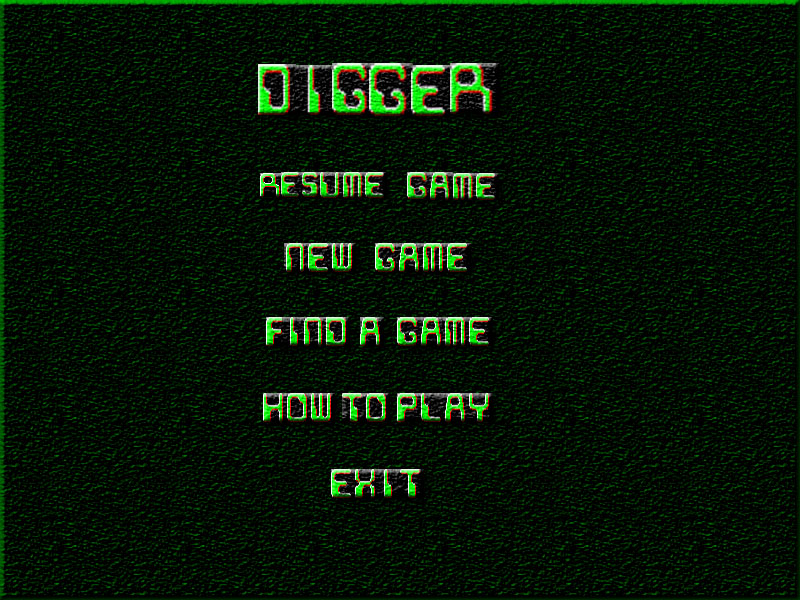 DIGGER
RESUME GAME
NEW GAME
FIND A GAME
HOW TO PLAY
EXIT